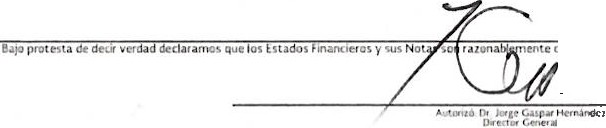 Bajo protesta de decir verdad declaramos que los Estados Financieros y sus Notas son razonablemente c
Autorizó: Dr. Jorge Gaspar Hernández
Director General